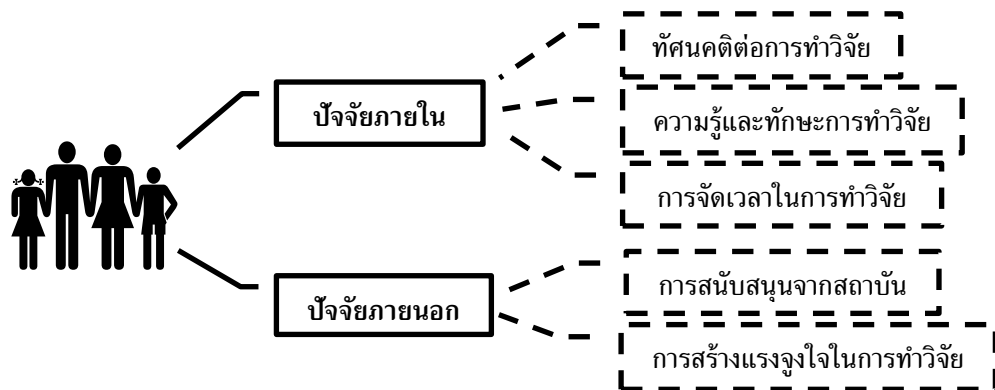 ทัศนคติต่อการทำวิจัย
ปัจจัยภายใน
ความรู้และทักษะการทำวิจัย
การจัดเวลาในการทำวิจัย
การสนับสนุนจากสถาบัน
ปัจจัยภายนอก
การสร้างแรงจูงใจในการทำวิจัย